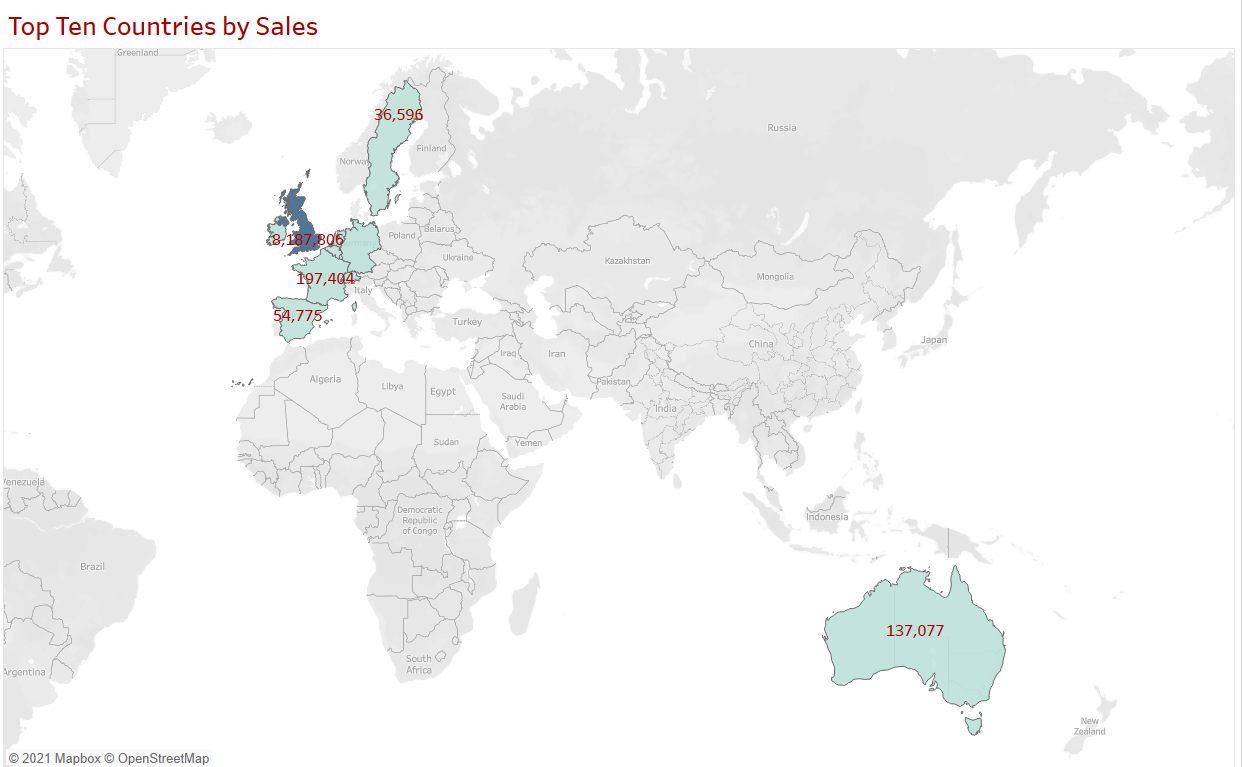 Top Ten Countries by Sales
Greenland
36,596
Russia
Finland
Norwa
8,187,806
Poland
Belarus
Ukraine
197,404
Kazakhstan
Mongolia
Italy
54,775
Turkey
China
Japan
Iraq
Iran
Algeria
Libya
Egypt
Pakistan
Saudi
Arabia
India
Sudan
Yemen
Venezuela
Democratic
Republic
of Congo
Indonesia
Brazil
137,077
South
Africa
Argentina
New
Zealand
© 2021 Mapbox © OpenStreetMap